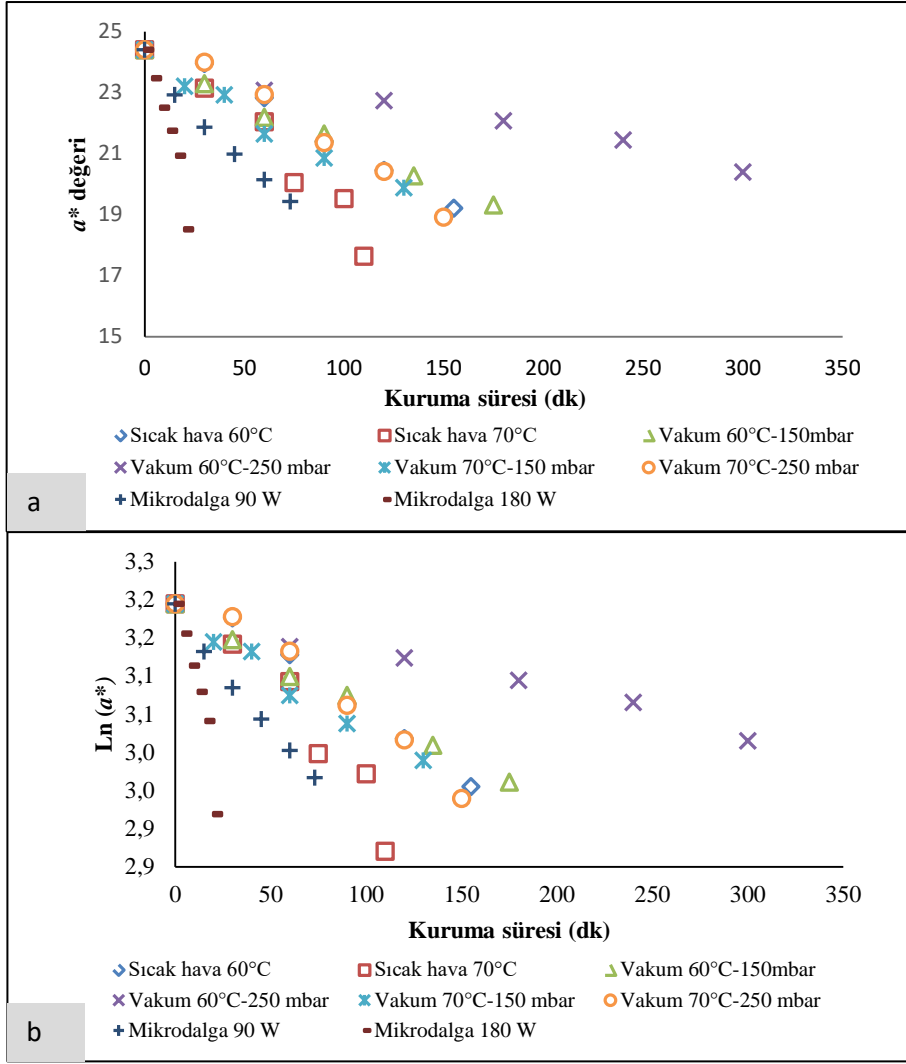 25
23
21
19
17
15
a* değeri
0 50 100 150 200 250 300 350
Kuruma süresi (dk)
Sıcak hava 60°C Sıcak hava 70°C Vakum 60°C-150mbar
Vakum 60°C-250 mbar Vakum 70°C-150 mbar Vakum 70°C-250 mbar
Mikrodalga 90 W Mikrodalga 180 W
a
3,3
3,2
3,2
3,1
3,1
3,0
3,0
2,9
2,9
Ln (a*)
0 50 100 150 200 250 300 350
Kuruma süresi (dk)
Sıcak hava 60°C Sıcak hava 70°C Vakum 60°C-150mbar
Vakum 60°C-250 mbar Vakum 70°C-150 mbar Vakum 70°C-250 mbar
Mikrodalga 90 W Mikrodalga 180 W
b